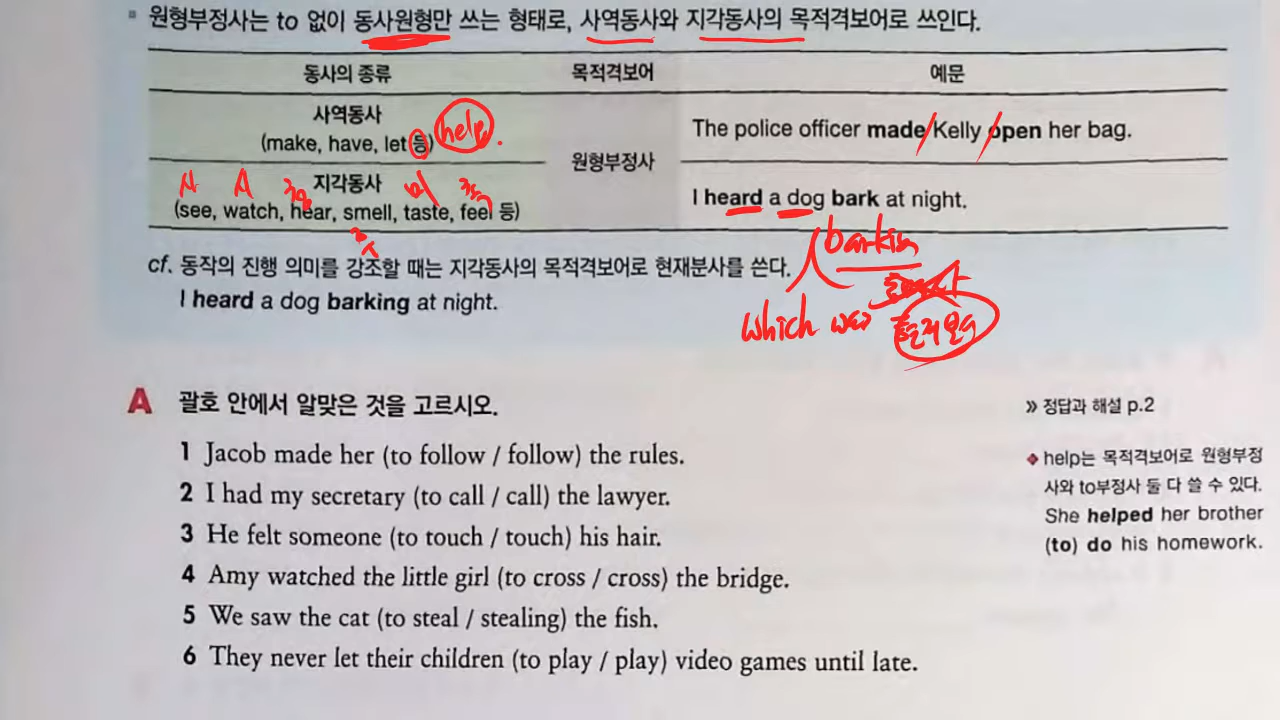 ▪ 원형부정사는 to 없이 동사원형만 쓰는 형태로, 사역동사와 지각동사의 목적격보어로 쓰인다.
동사의 종류 목적격보어 예문
사역동사
(make, have, let 등) help.
The police officer made/Kelly/open her bag.
원형부정사
지각동사
(see, watch, hear, smell, taste, feel 등)
I heard a dog bark at night.
barkin
cf. 동작의 진행 의미를 강조할 때는 지각동사의 목적격보어로 현재분사를 쓴다.
I heard a dog barking at night.
which was
A 괄호 안에서 알맞은 것을 고르시오.
» 정답과 해설 p.2
1 Jacob made her (to follow / follow) the rules.
2 I had my secretary (to call / call) the lawyer.
3 He felt someone (to touch / touch) his hair.
4 Amy watched the little girl (to cross / cross) the bridge.
5 We saw the cat (to steal / stealing) the fish.
6 They never let their children (to play / play) video games until late.
❖ help는 목적격보어로 원형부정
사와 to부정사 둘 다 쓸 수 있다.
She helped her brother
(to) do his homework.